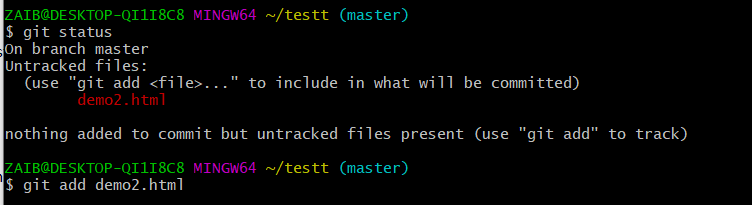 ZAIB@DESKTOP-QI1I8C8 MINGW64 ~/testt (master)
$ git status
On branch master
Untracked files:
  (use "git add <file>..." to include in what will be committed)
        demo2.html

nothing added to commit but untracked files present (use "git add" to track)

ZAIB@DESKTOP-QI1I8C8 MINGW64 ~/testt (master)
$ git add demo2.html